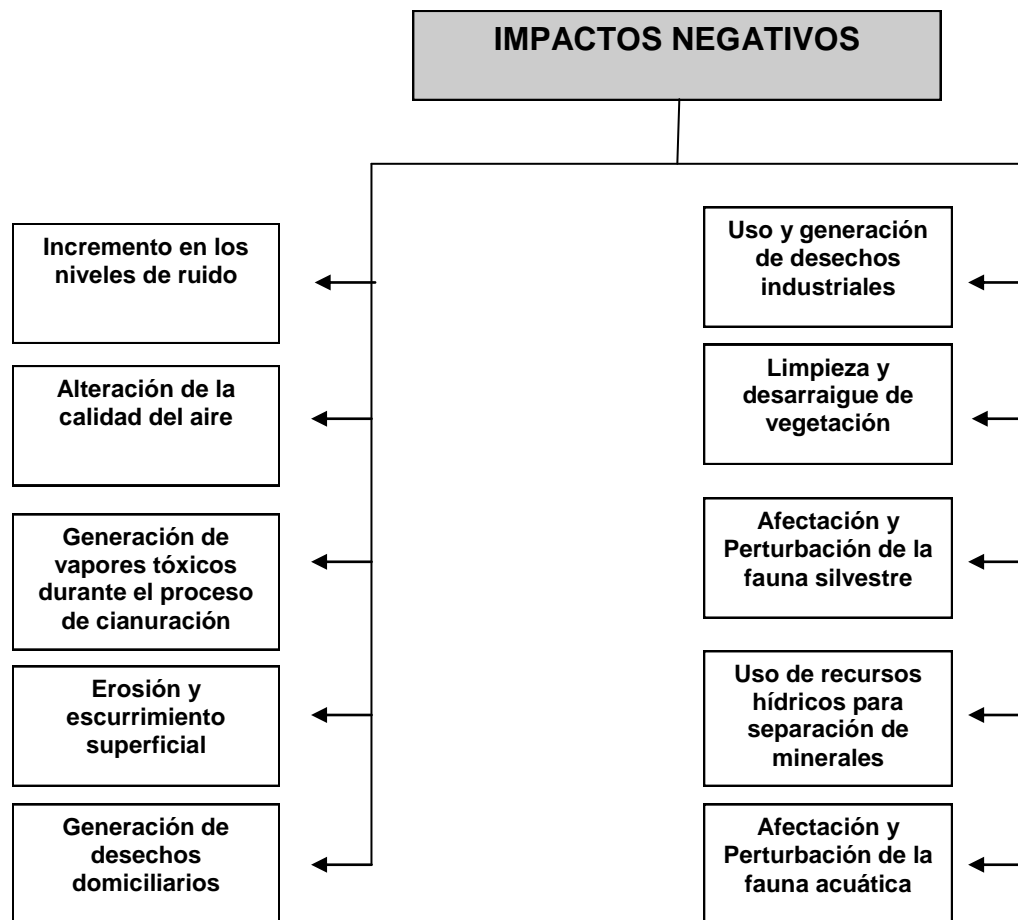 IMPACTOS NEGATIVOS
Incremento en los
niveles de ruido
Alteración de la
calidad del aire
Generación de
vapores tóxicos
durante el proceso
de cianuración
Erosión y
escurrimiento
superficial
Generación de
desechos
domiciliarios
Uso y generación
de desechos
industriales
Limpieza y
desarraigue de
vegetación
Afectación y
Perturbación de la
fauna silvestre
Uso de recursos
hídricos para
separación de
minerales
Afectación y
Perturbación de la
fauna acuática